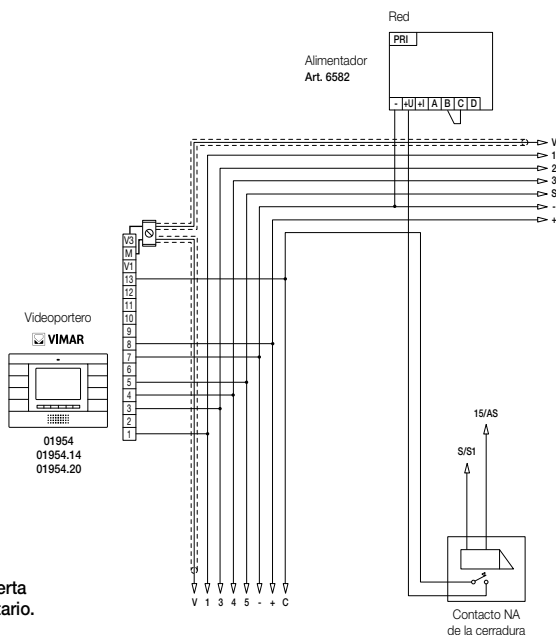 Red
PRI
Alimentador
Art. 6582
- +U +I A B C D
V
1
2
3
S
-
+
V3
M
V1
13
12
11
10
9
8
7
6
5
4
3
2
1
Videoportero
VIMAR
01954
01954.14
01954.20
15/AS
S/S1
erta
tario.
V 1 3 4 5 - + C
Contacto NA
de la cerradura